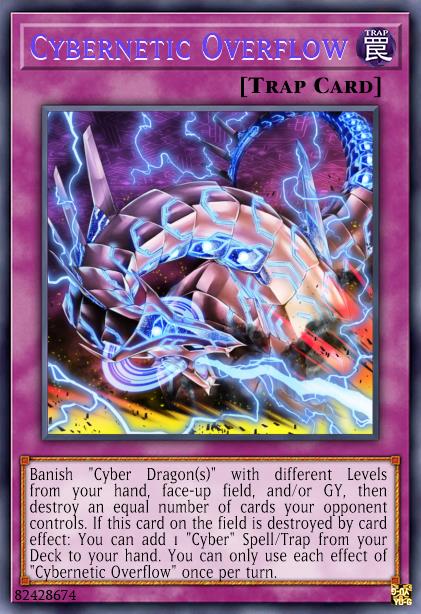 Cybernetic Overflow
TRAP
罠
[Trap Card]
Banish "Cyber Dragon(s)" with different Levels
from your hand, face-up field, and/or GY, then
destroy an equal number of cards your opponent
controls. If this card on the field is destroyed by card
effect: You can add 1 "Cyber" Spell/Trap from your
Deck to your hand. You can only use each effect of
"Cybernetic Overflow" once per turn.
82428674